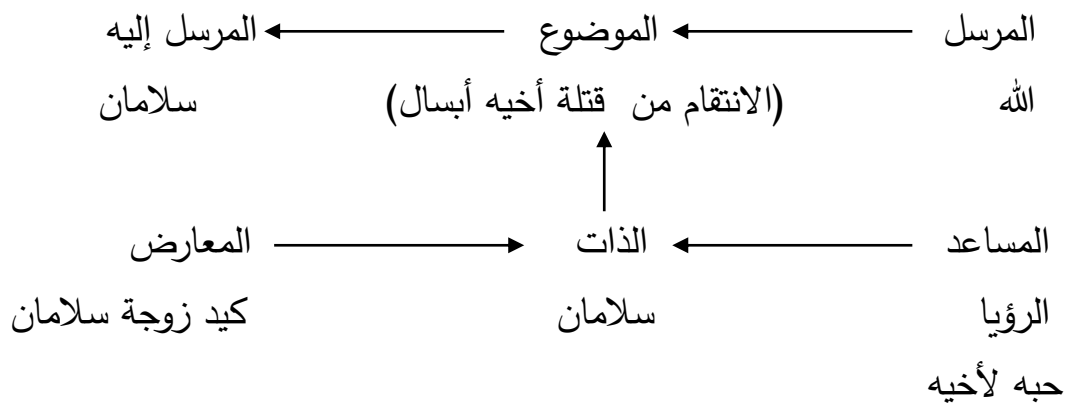 المرسل الموضوع المرسل إليه
الله (الانتقام من قتلة أخيه أبسال) سلامان
المساعد الذات المعارض
الرؤيا سلامان كيد زوجة سلامان
حبه لأخيه